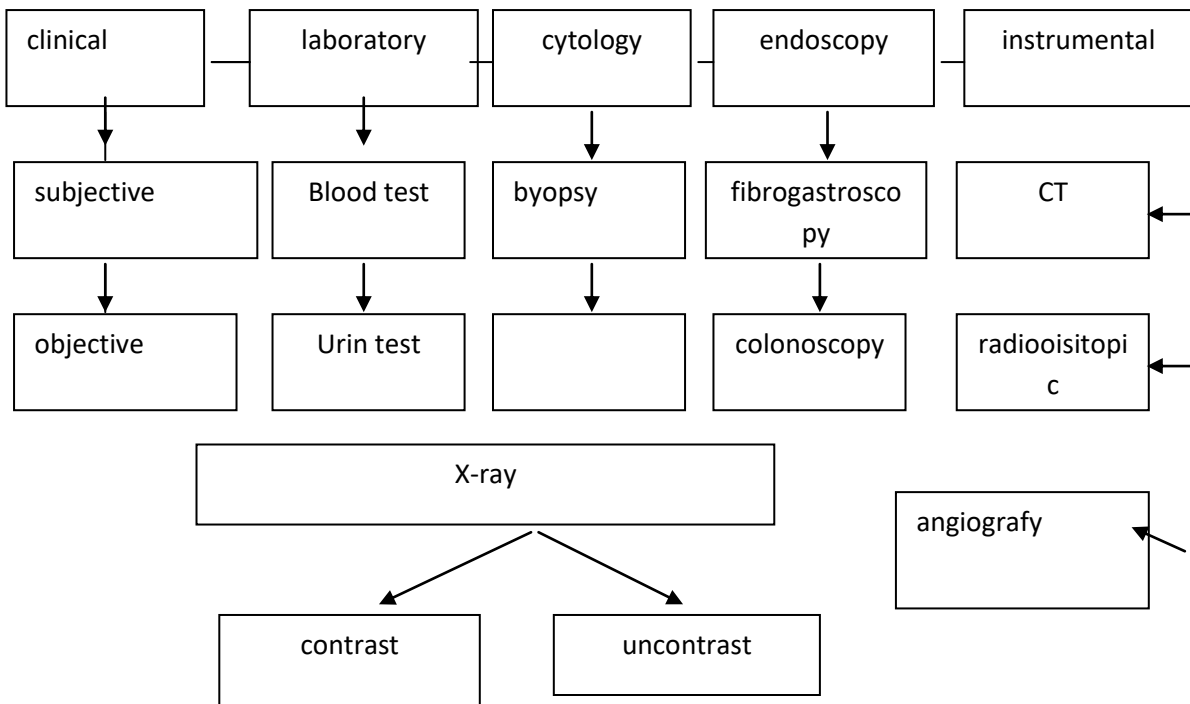 clinical
laboratory
cytology
endoscopy
instrumental
subjective
Blood test
byopsy
fibrogastrosco
py
CT
objective
Urin test
colonoscopy
radiooisitopi
c
X-ray
angiografy
contrast
uncontrast